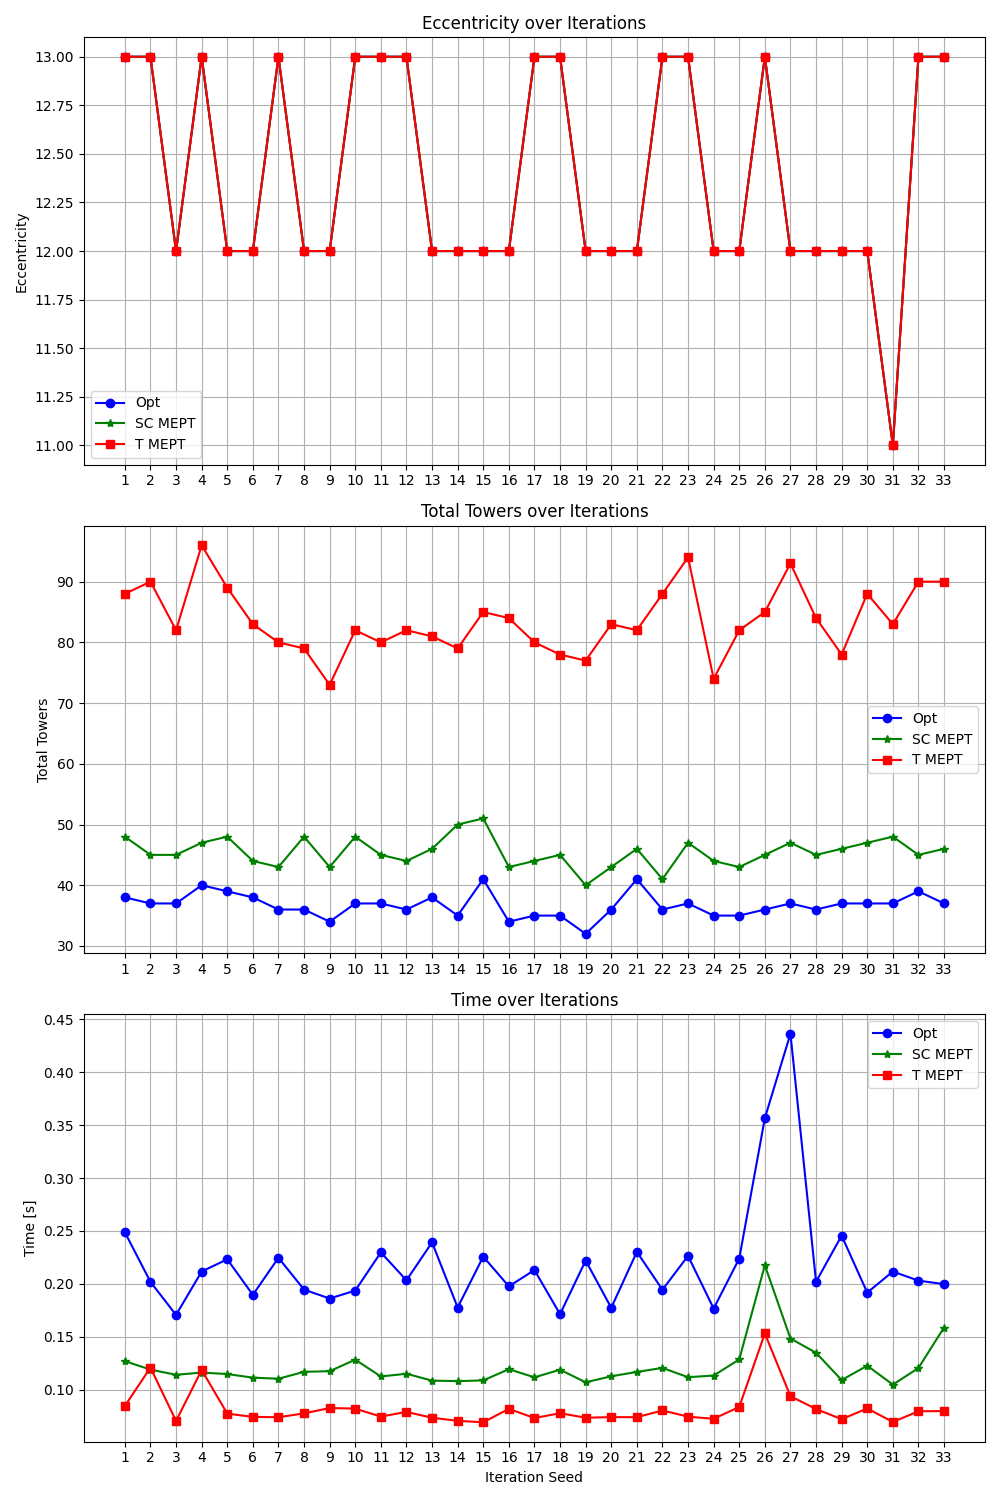 Eccentricity over Iterations
13.00
12.75
12.50
12.25
12.00
11.75
11.50
11.25
11.00
Eccentricity
Opt
SC MEPT
T MEPT
1 2 3 4 5 6 7 8 9 10 11 12 13 14 15 16 17 18 19 20 21 22 23 24 25 26 27 28 29 30 31 32 33
Total Towers over Iterations
90
80
70
60
50
40
30
Total Towers
Opt
SC MEPT
T MEPT
1 2 3 4 5 6 7 8 9 10 11 12 13 14 15 16 17 18 19 20 21 22 23 24 25 26 27 28 29 30 31 32 33
Time over Iterations
0.45
0.40
0.35
0.30
0.25
0.20
0.15
0.10
Time [s]
Opt
SC MEPT
T MEPT
1 2 3 4 5 6 7 8 9 10 11 12 13 14 15 16 17 18 19 20 21 22 23 24 25 26 27 28 29 30 31 32 33
Iteration Seed